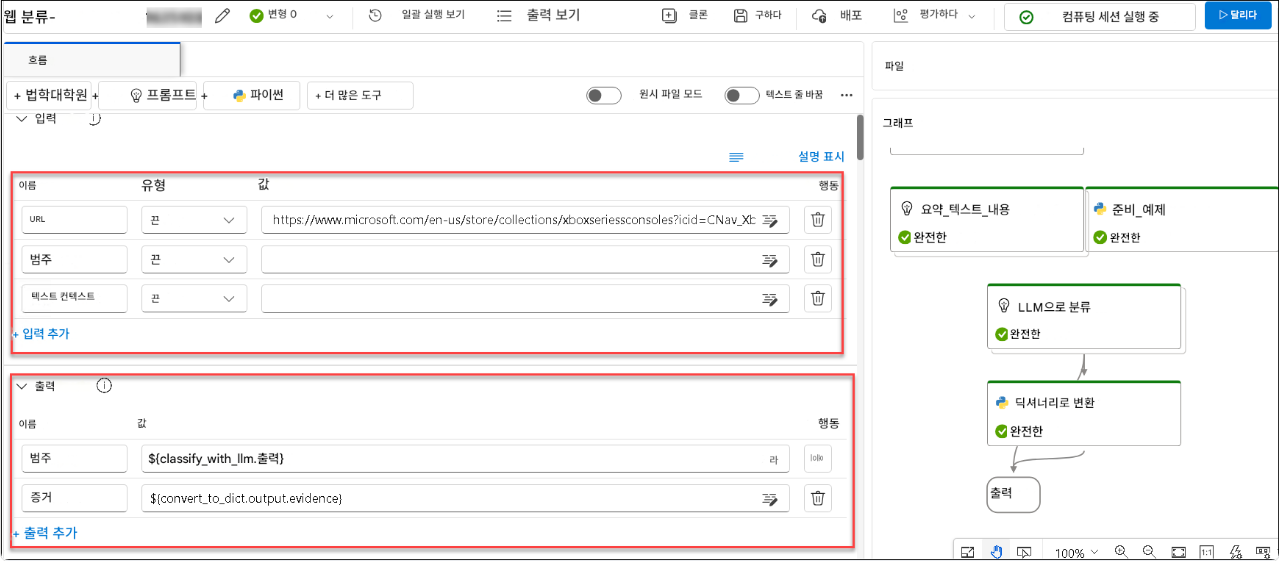 웹 분류-
변형 0
일괄 실행 보기
출력 보기
클론
구하다
배포
평가하다
컴퓨팅 세션 실행 중
달리다
흐름
+ 법학대학원
+ 프롬프트
+ 파이썬
+ 더 많은 도구
원시 파일 모드
텍스트 줄 바꿈
입력
설명 표시
이름 유형 값 행동
URL 끈 https://www.microsoft.com/en-us/store/collections/xboxseriessconsoles?icid=CNav_Xb
범주 끈
텍스트 컨텍스트 끈
+ 입력 추가
출력
이름 값 행동
범주 ${classify_with_llm.출력} 라
증거 ${convert_to_dict.output.evidence}
+ 출력 추가
파일
그래프
요약_텍스트_내용
완전한
준비_예제
완전한
LLM으로 분류
완전한
딕셔너리로 변환
완전한
출력
100%
1:1